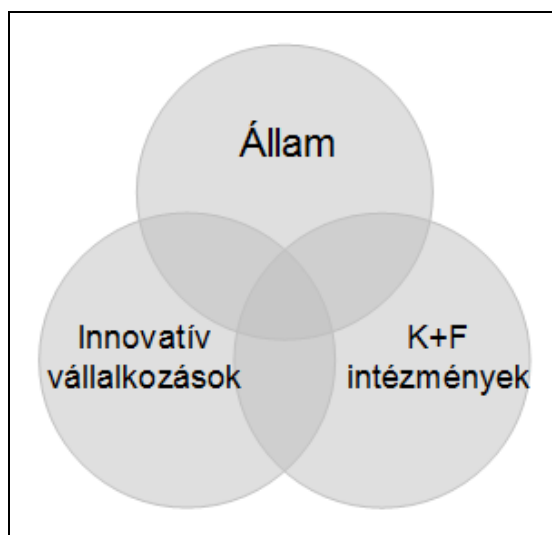 Állam
Innovatív
vállalkozások
K+F
intézmények